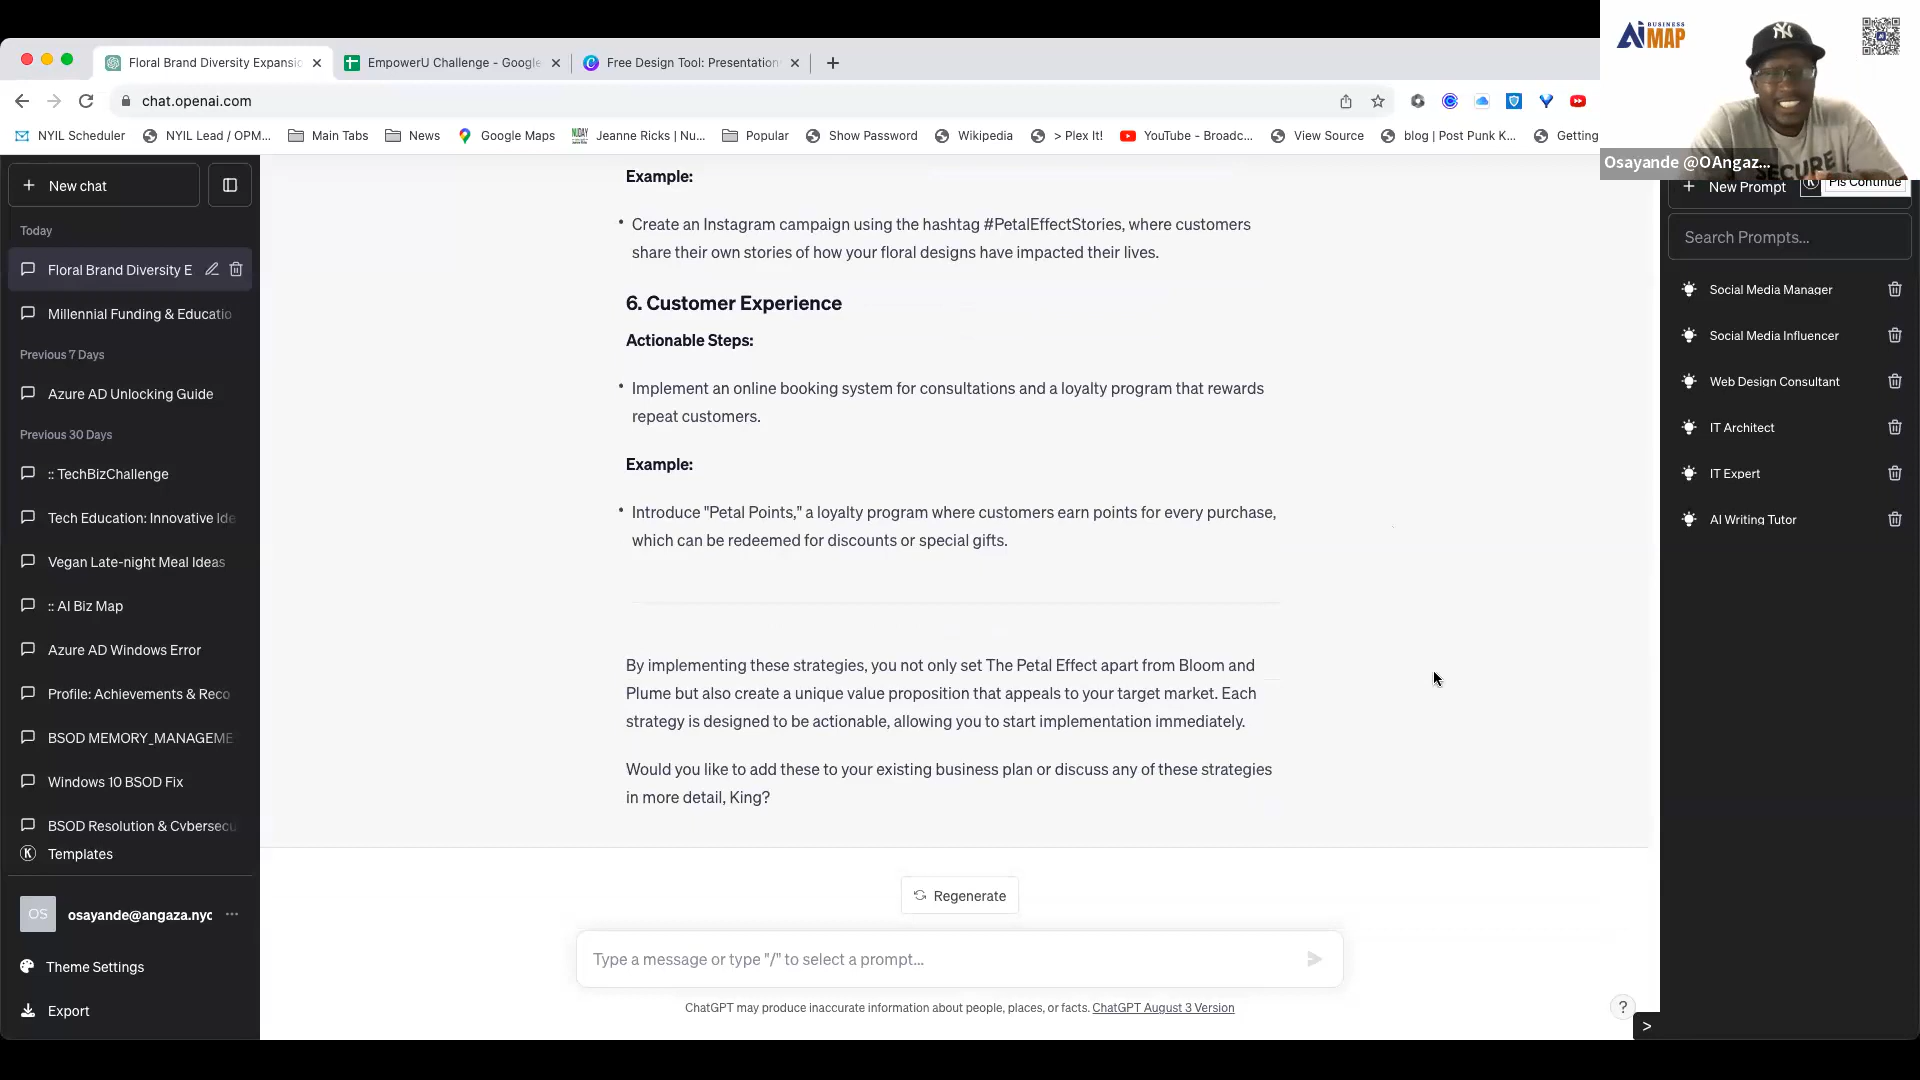 Floral Brand Diversity Expansio
EmpowerU Challenge - Google
Free Design Tool: Presentation
chat.openai.com
NYIL Scheduler
NYIL Lead / OPM...
Main Tabs
News
Google Maps
Jeanne Ricks | Nu...
Popular
Show Password
Wikipedia
> Plex It!
YouTube - Broadc...
View Source
blog | Post Punk K...
Getting
BUSINESS
Ai MAP
NY
SECURE
Osayande @OAngaz...
New chat
Today
Floral Brand Diversity E
Millennial Funding & Educatio
Previous 7 Days
Azure AD Unlocking Guide
Previous 30 Days
:: TechBizChallenge
Tech Education: Innovative Ide
Vegan Late-night Meal Ideas
:: AI Biz Map
Azure AD Windows Error
Profile: Achievements & Reco
BSOD MEMORY_MANAGEME
Windows 10 BSOD Fix
BSOD Resolution & Cybersecu
Templates
OS
osayande@angaza.nyc
Theme Settings
Export
Example:
• Create an Instagram campaign using the hashtag #PetalEffectStories, where customers
share their own stories of how your floral designs have impacted their lives.
6. Customer Experience
Actionable Steps:
• Implement an online booking system for consultations and a loyalty program that rewards
repeat customers.
Example:
• Introduce "Petal Points," a loyalty program where customers earn points for every purchase,
which can be redeemed for discounts or special gifts.
By implementing these strategies, you not only set The Petal Effect apart from Bloom and
Plume but also create a unique value proposition that appeals to your target market. Each
strategy is designed to be actionable, allowing you to start implementation immediately.
Would you like to add these to your existing business plan or discuss any of these strategies
in more detail, King?
Regenerate
Type a message or type "/" to select a prompt...
ChatGPT may produce inaccurate information about people, places, or facts. ChatGPT August 3 Version
?
>
New Prompt
Pls Continue
Search Prompts...
Social Media Manager
Social Media Influencer
Web Design Consultant
IT Architect
IT Expert
AI Writing Tutor